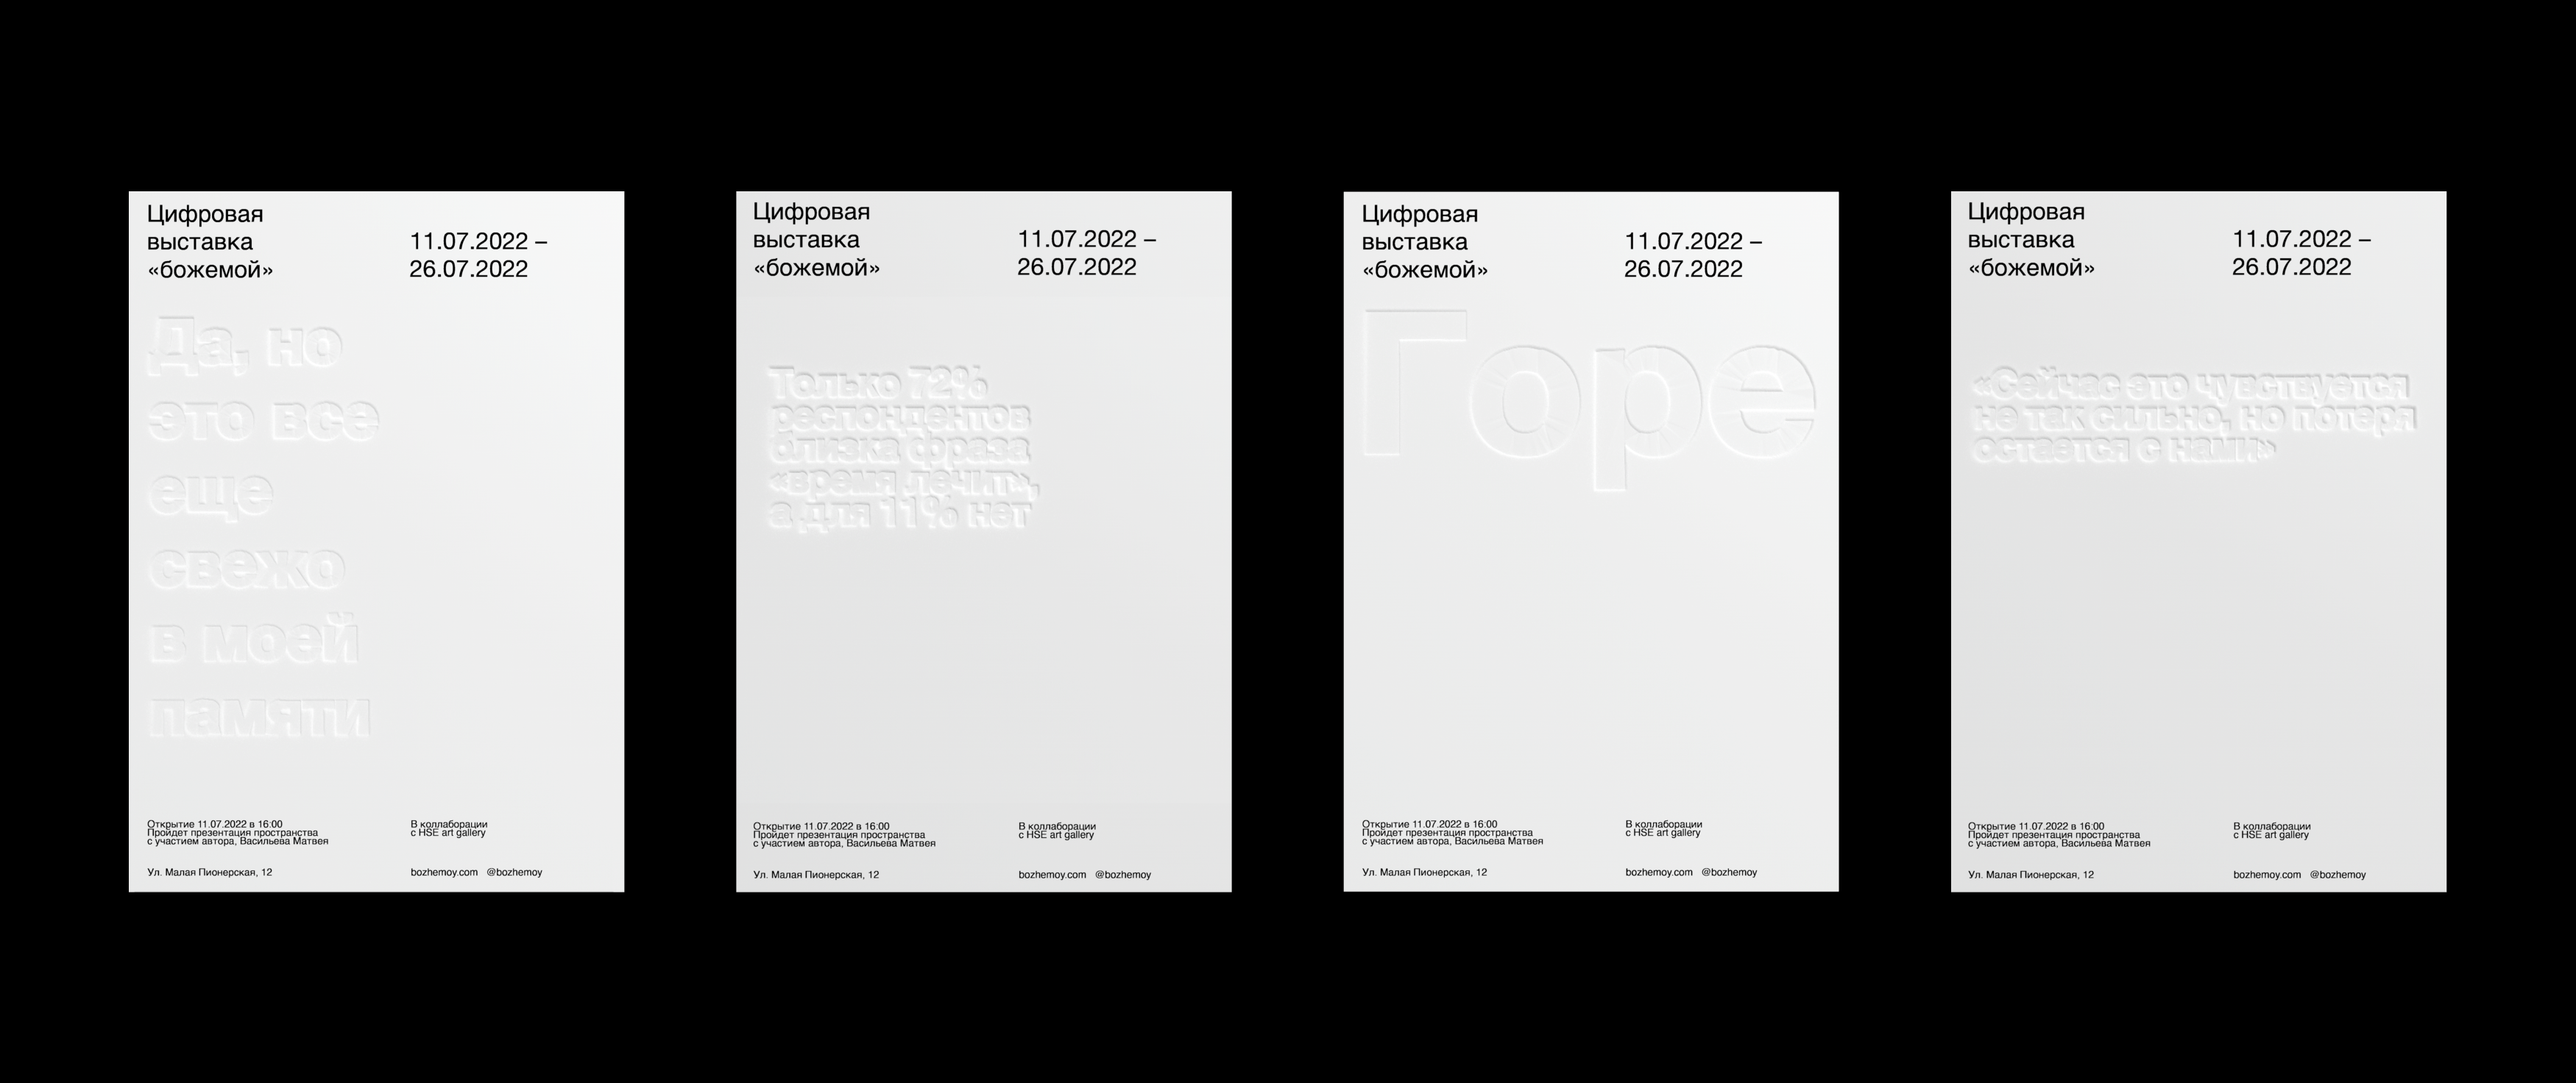 Цифровая
выставка
«божемой»
11.07.2022 –
26.07.2022
Да, но
это все
еще
свежо
в моей
памяти
Открытие 11.07.2022 в 16:00
Пройдет презентация пространства
с участием автора, Васильева Матвея
В коллаборации
с HSE art gallery
Ул. Малая Пионерская, 12
bozhemoy.com @bozhemoy
Цифровая
выставка
«божемой»
11.07.2022 –
26.07.2022
Только 72%
респондентов
близка фраза
«время лечит»,
а для 11% нет
Открытие 11.07.2022 в 16:00
Пройдет презентация пространства
с участием автора, Васильева Матвея
В коллаборации
с HSE art gallery
Ул. Малая Пионерская, 12
bozhemoy.com @bozhemoy
Цифровая
выставка
«божемой»
11.07.2022 –
26.07.2022
Горе
Открытие 11.07.2022 в 16:00
Пройдет презентация пространства
с участием автора, Васильева Матвея
В коллаборации
с HSE art gallery
Ул. Малая Пионерская, 12
bozhemoy.com @bozhemoy
Цифровая
выставка
«божемой»
11.07.2022 –
26.07.2022
«Сейчас это чувствуется
не так сильно, но потеря
остается с нами»
Открытие 11.07.2022 в 16:00
Пройдет презентация пространства
с участием автора, Васильева Матвея
В коллаборации
с HSE art gallery
Ул. Малая Пионерская, 12
bozhemoy.com @bozhemoy